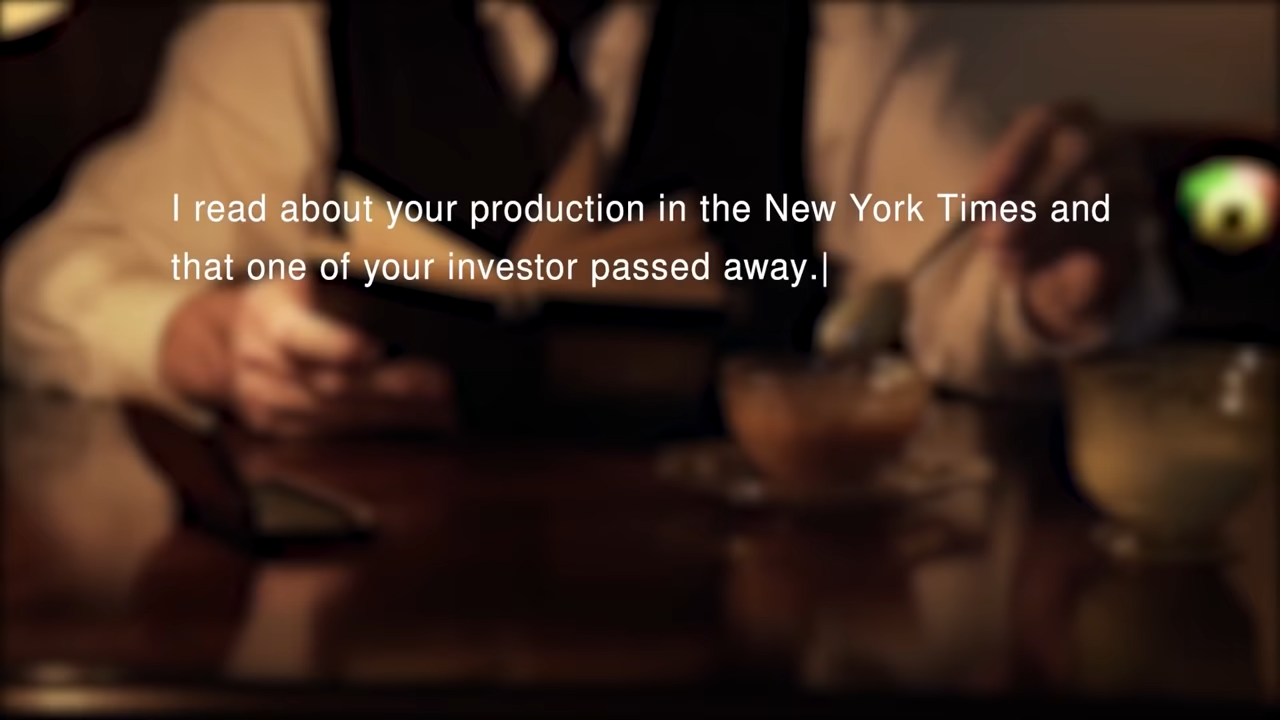 I read about your production in the New York Times and
that one of your investor passed away.|